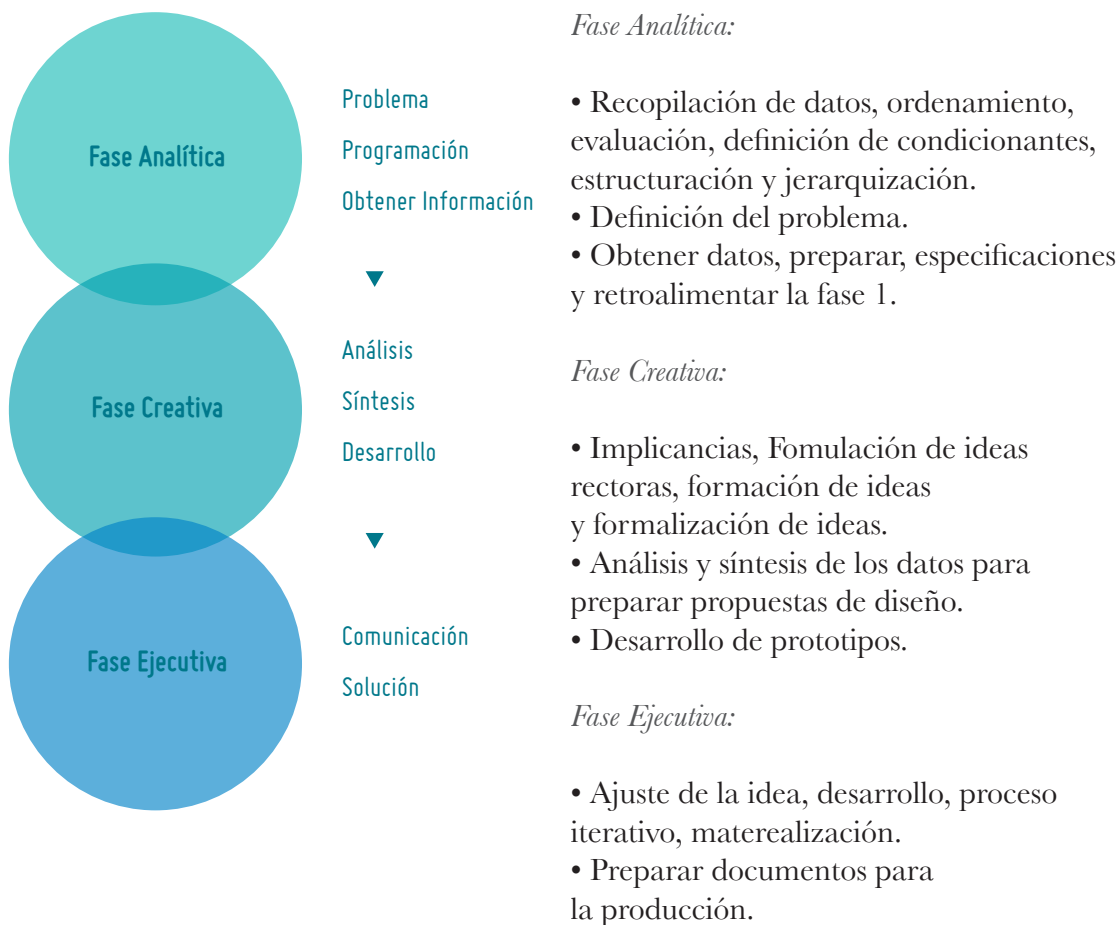 Fase Analítica
Fase Creativa
Fase Ejecutiva
Problema
Programación
Obtener Información
Análisis
Síntesis
Desarrollo
Comunicación
Solución
Fase Analítica:
• Recopilación de datos, ordenamiento,
evaluación, definición de condicionantes,
estructuración y jerarquización.
• Definición del problema.
• Obtener datos, preparar, especificaciones
y retroalimentar la fase 1.
Fase Creativa:
• Implicancias, Fomulación de ideas
rectoras, formación de ideas
y formalización de ideas.
• Análisis y síntesis de los datos para
preparar propuestas de diseño.
• Desarrollo de prototipos.
Fase Ejecutiva:
• Ajuste de la idea, desarrollo, proceso
iterativo, materealización.
• Preparar documentos para
la producción.